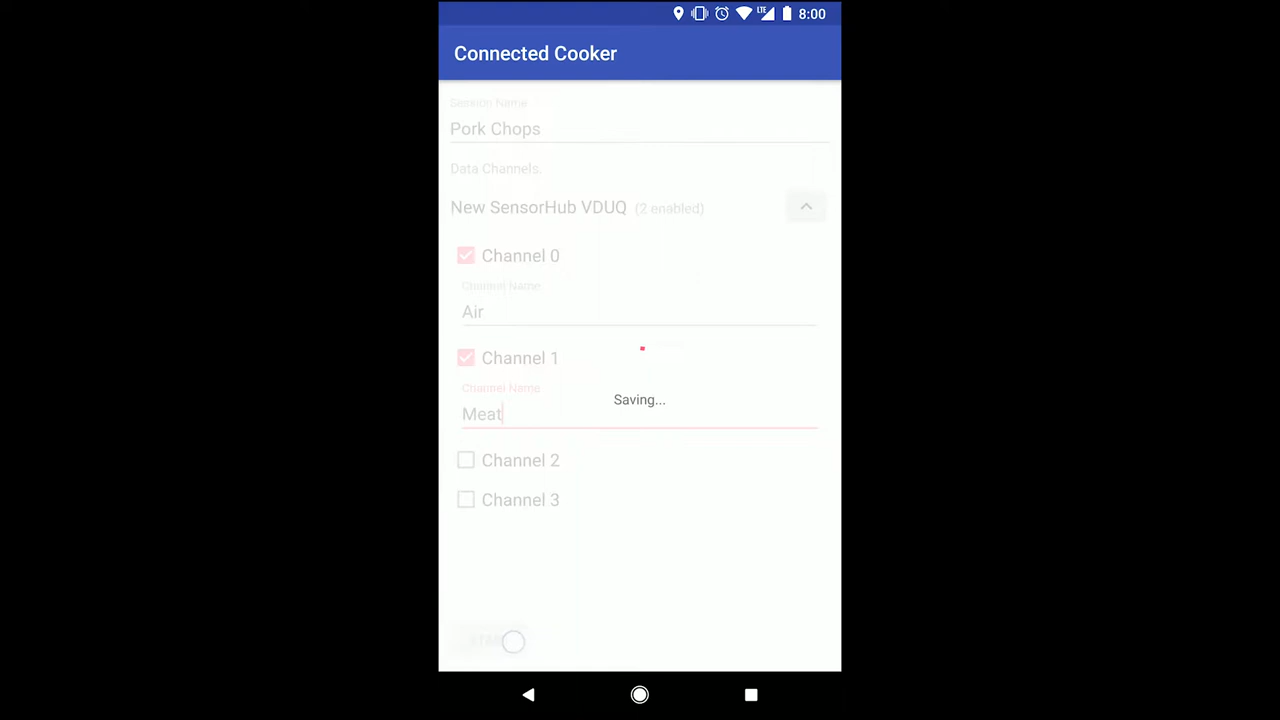 LTE 8:00
Connected Cooker
Session Name
Pork Chops
Data Channels.
New SensorHub VDUQ (2 enabled)
Channel 0
Channel Name
Air
Channel 1
Channel Name
Saving...
Meat
Channel 2
Channel 3